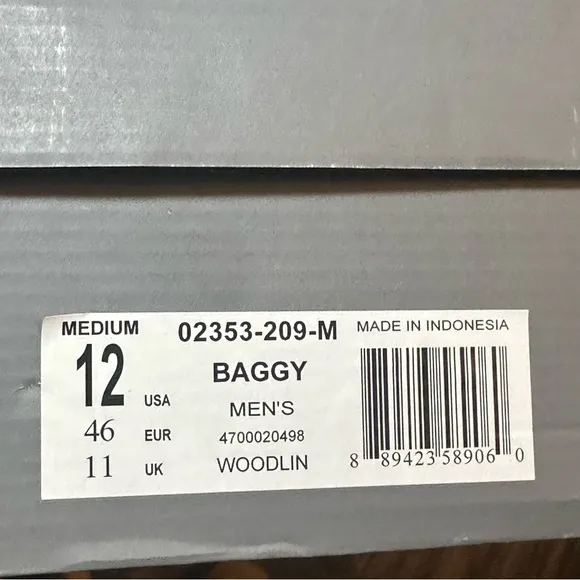 MEDIUM 02353-209-M MADE IN INDONESIA
12 USA BAGGY
MEN'S
46 EUR 4700020498
11 UK WOODLIN 8 89423 58906 0